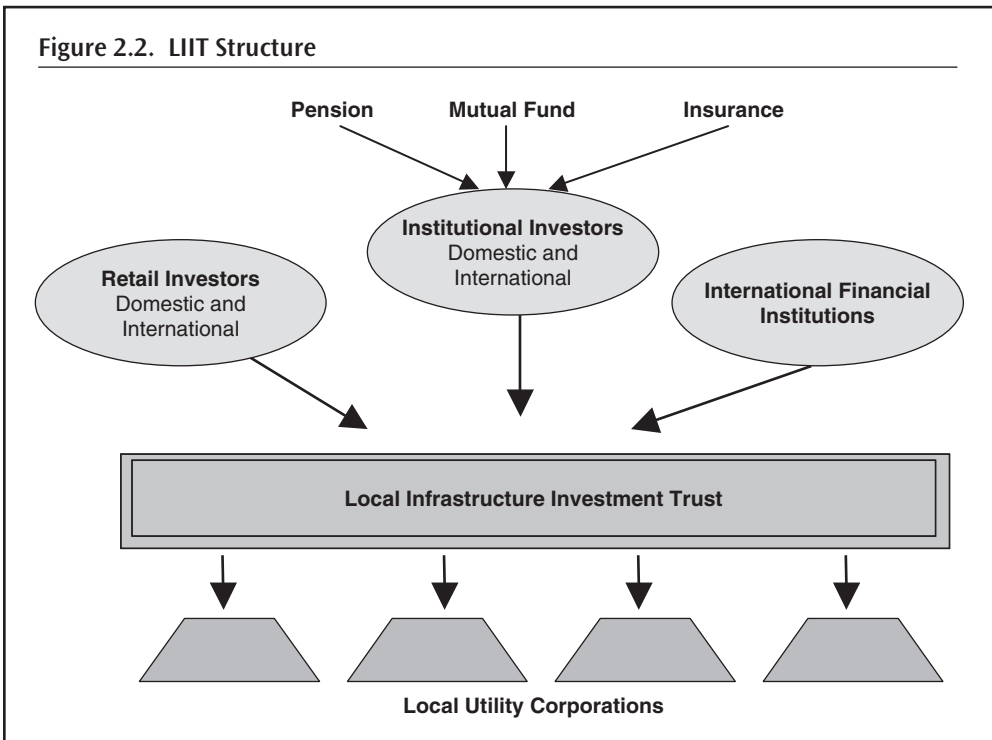 Figure 2.2. LIIT Structure
Pension Mutual Fund Insurance
Institutional Investors
Domestic and
International
Retail Investors
Domestic and
International
International Financial
Institutions
Local Infrastructure Investment Trust
Local Utility Corporations